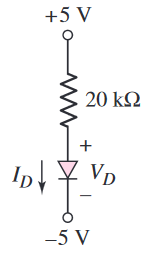 +5 V
20 kΩ
+
I_D V_D
–
–5 V